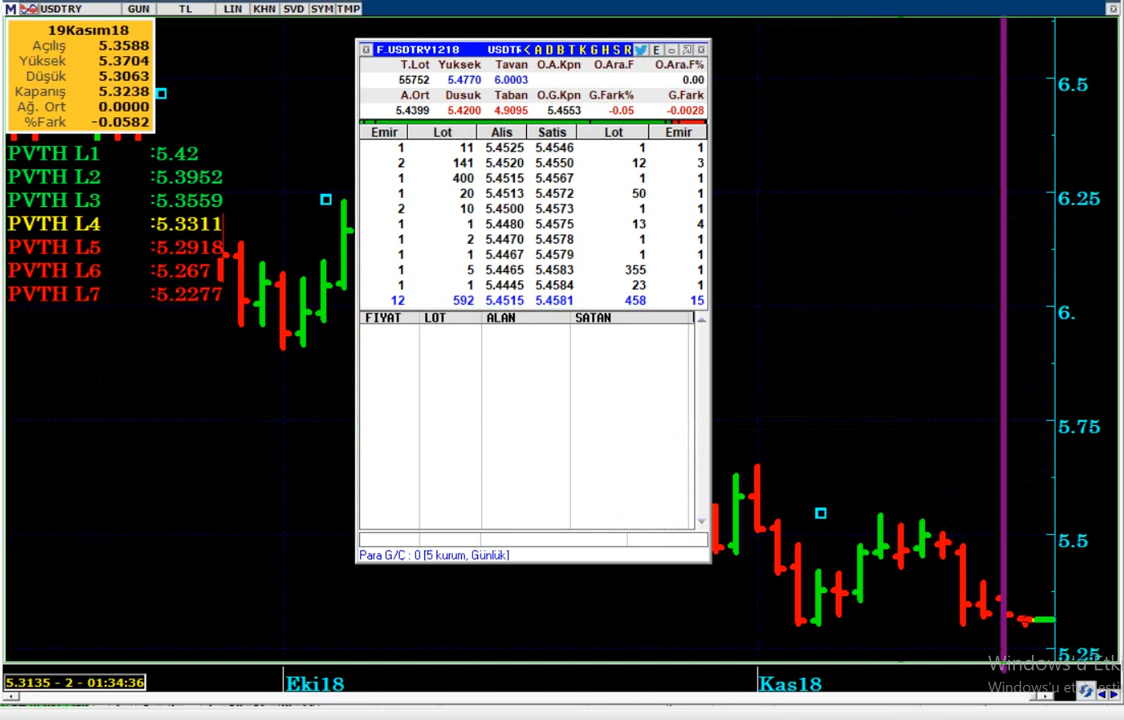 M USDTRY GUN TL LIN KHN SVD SYM TMP
19Kasım18
Açılış 5.3588
Yüksek 5.3704
Düşük 5.3063
Kapanış 5.3238
Ağ. Ort 0.0000
%Fark -0.0582
PVTH L1 :5.42
PVTH L2 :5.3952
PVTH L3 :5.3559
PVTH L4 :5.3311
PVTH L5 :5.2918
PVTH L6 :5.267
PVTH L7 :5.2277
F_USDTRY1218 USDTF < A D B T K G H S R E
T.Lot Yuksek Tavan O.A.Kpn O.Ara.F O.Ara.F%
55752 5.4770 6.0003 0.00
A.Ort Dusuk Taban O.G.Kpn G.Fark% G.Fark
5.4399 5.4200 4.9095 5.4553 -0.05 -0.0028
Emir Lot Alis Satis Lot Emir
1 11 5.4525 5.4546 1 1
2 141 5.4520 5.4550 12 3
1 400 5.4515 5.4567 1 1
1 20 5.4513 5.4572 50 1
2 10 5.4500 5.4573 1 1
1 1 5.4480 5.4575 13 4
1 2 5.4470 5.4578 1 1
1 1 5.4467 5.4579 1 1
1 5 5.4465 5.4583 355 1
1 1 5.4445 5.4584 23 1
12 592 5.4515 5.4581 458 15
FIYAT LOT ALAN SATAN
Para G/Ç : 0 [5 kurum, Günlük]
6.5
6.25
6.
5.75
5.5
5.25
Windows'u Etki
Windows'u etkinleşti
5.3135 - 2 - 01:34:36
Eki18
Kas18